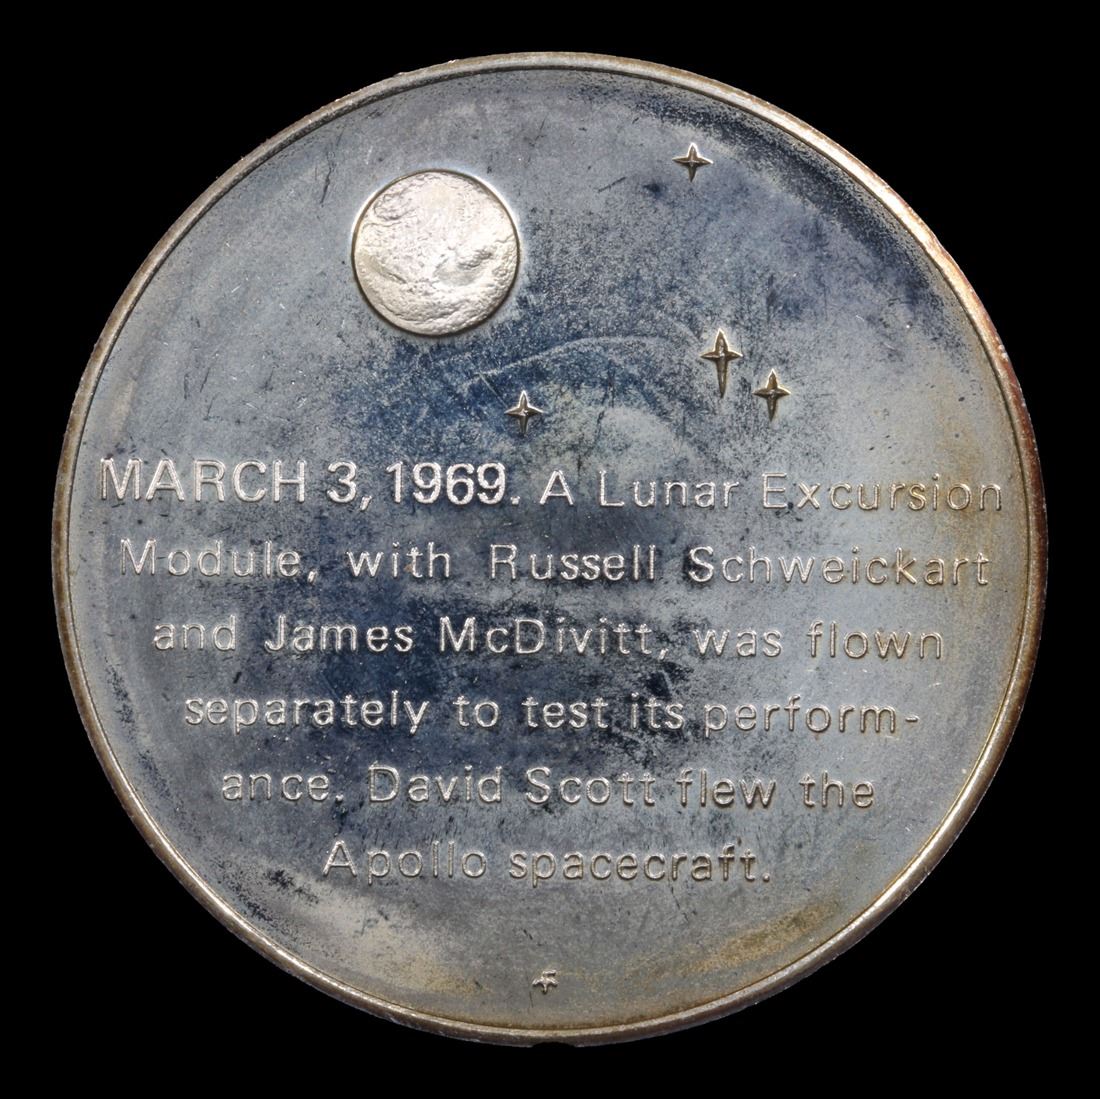 MARCH 3, 1969. A Lunar Excursion
Module, with Russell Schweickart
and James McDivitt, was flown
separately to test its perform-
ance. David Scott flew the
Apollo spacecraft.